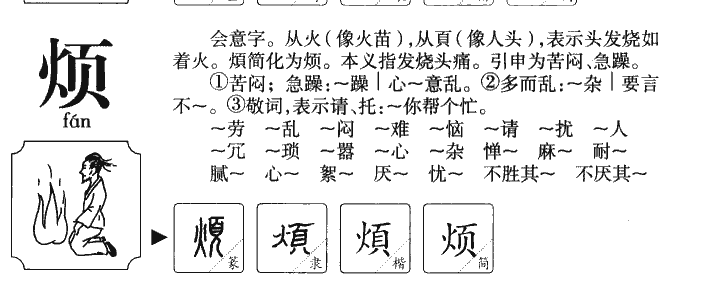 烦
fán
会意字。从火(像火苗),从頁(像人头),表示头发烧如
着火。煩简化为烦。本义指发烧头痛。引申为苦闷、急躁。
①苦闷；急躁:～躁｜心～意乱。②多而乱:～杂｜要言
不～。③敬词,表示请、托:～你帮个忙。
～劳 ～乱 ～闷 ～难 ～恼 ～请 ～扰 ～人
～冗 ～琐 ～嚣 ～心 ～杂 惮～ 麻～ 耐～
腻～ 心～ 絮～ 厌～ 忧～ 不胜其～ 不厌其～
煩 篆 煩 隶 煩 楷 烦 简